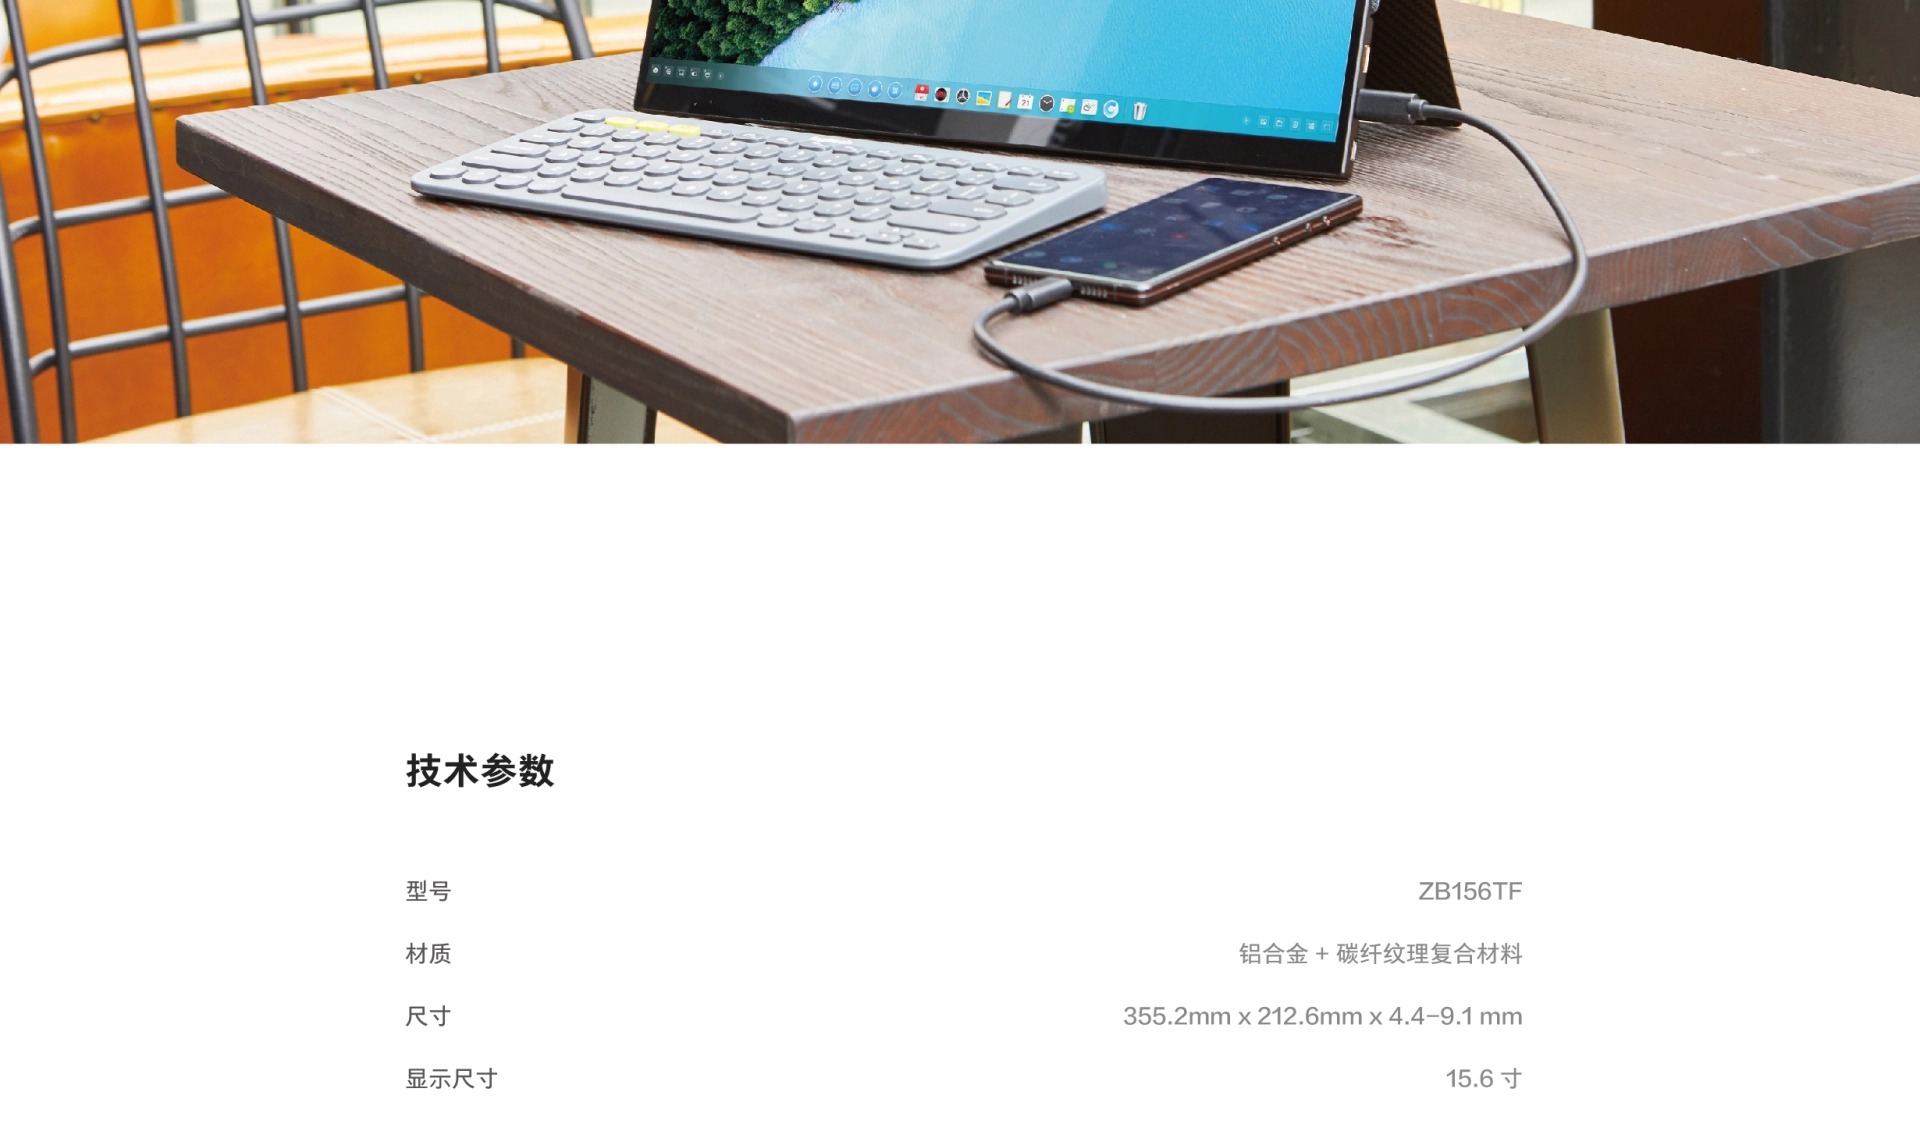 技术参数
型号 ZB156TF
材质 铝合金 + 碳纤纹理复合材料
尺寸 355.2mm x 212.6mm x 4.4-9.1 mm
显示尺寸 15.6 寸